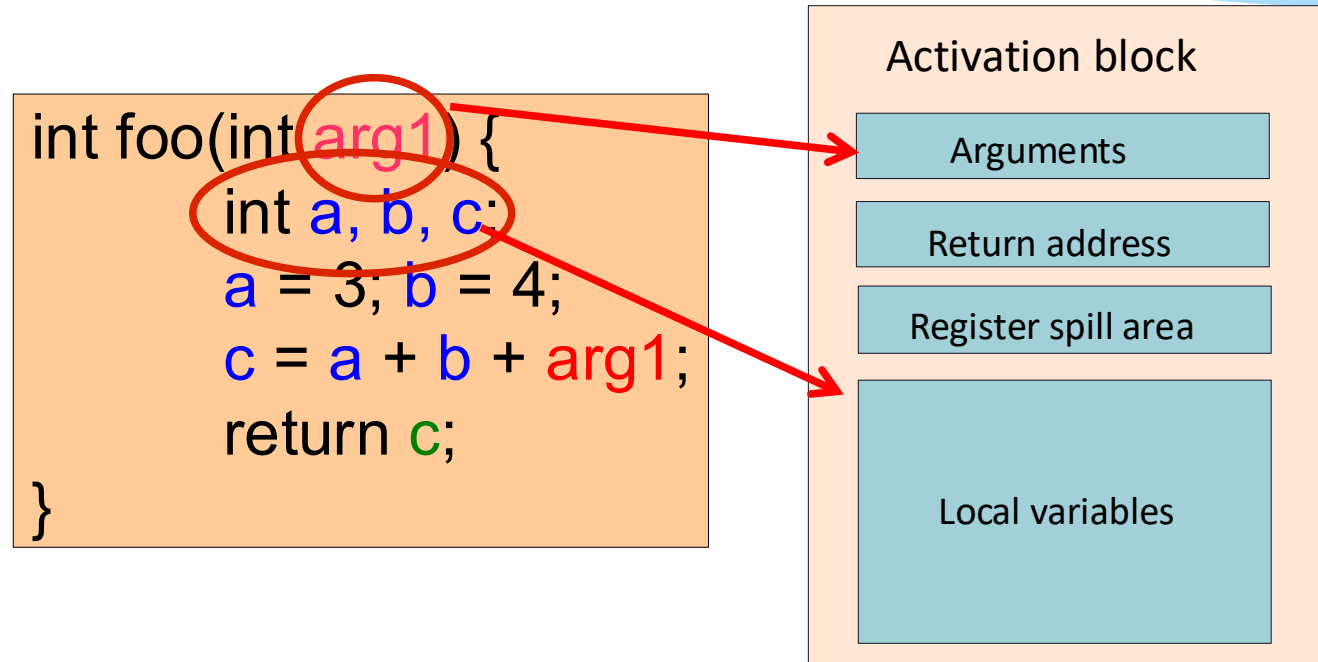 int foo(int arg1) {
int a, b, c;
a = 3; b = 4;
c = a + b + arg1;
return c;
}
Activation block
Arguments
Return address
Register spill area
Local variables